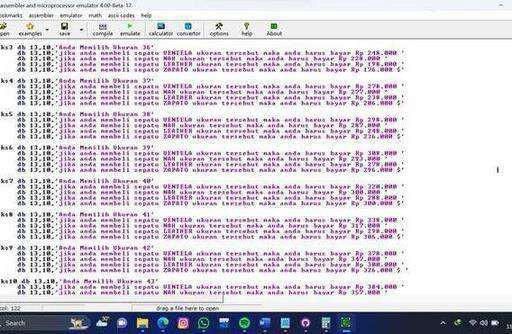 assembler and microprocessor emulator 4.00-Beta-12
bookmarks assembler emulator math ascii codes help
open examples save compile emulate calculator convertor options help About
ks3 db 13,10,'Anda Memilih Ukuran 36'
db 13,10,'jika anda membeli sepatu VENTELA ukuran tersebut maka anda harus bayar Rp 248.000 '
db 13,10,'jika anda membeli sepatu NAH ukuran tersebut maka anda harus bayar Rp 228.000 '
db 13,10,'jika anda membeli sepatu LEATHER ukuran tersebut maka anda harus bayar Rp 198.000 '
db 13,10,'jika anda membeli sepatu ZAPATO ukuran tersebut maka anda harus bayar Rp 176.000 $'
ks4 db 13,10,'Anda Memilih Ukuran 37'
db 13,10,'jika anda membeli sepatu VENTELA ukuran tersebut maka anda harus bayar Rp 278.000 '
db 13,10,'jika anda membeli sepatu NAH ukuran tersebut maka anda harus bayar Rp 257.000 '
db 13,10,'jika anda membeli sepatu LEATHER ukuran tersebut maka anda harus bayar Rp 238.000 '
db 13,10,'jika anda membeli sepatu ZAPATO ukuran tersebut maka anda harus bayar Rp 206.000 $'
ks5 db 13,10,'Anda Memilih Ukuran 38'
db 13,10,'jika anda membeli sepatu VENTELA ukuran tersebut maka anda harus bayar Rp 298.000 '
db 13,10,'jika anda membeli sepatu NAH ukuran tersebut maka anda harus bayar Rp 267.000 '
db 13,10,'jika anda membeli sepatu LEATHER ukuran tersebut maka anda harus bayar Rp 248.000 '
db 13,10,'jika anda membeli sepatu ZAPATO ukuran tersebut maka anda harus bayar Rp 236.000 $'
ks6 db 13,10,'Anda Memilih Ukuran 39'
db 13,10,'jika anda membeli sepatu VENTELA ukuran tersebut maka anda harus bayar Rp 308.000 '
db 13,10,'jika anda membeli sepatu NAH ukuran tersebut maka anda harus bayar Rp 283.000 '
db 13,10,'jika anda membeli sepatu LEATHER ukuran tersebut maka anda harus bayar Rp 278.000 '
db 13,10,'jika anda membeli sepatu ZAPATO ukuran tersebut maka anda harus bayar Rp 296.000 $'
ks7 db 13,10,'Anda Memilih Ukuran 40'
db 13,10,'jika anda membeli sepatu VENTELA ukuran tersebut maka anda harus bayar Rp 328.000 '
db 13,10,'jika anda membeli sepatu NAH ukuran tersebut maka anda harus bayar Rp 300.000 '
db 13,10,'jika anda membeli sepatu LEATHER ukuran tersebut maka anda harus bayar Rp 288.000 '
db 13,10,'jika anda membeli sepatu ZAPATO ukuran tersebut maka anda harus bayar Rp 300.000 $'
ks8 db 13,10,'Anda Memilih Ukuran 41'
db 13,10,'jika anda membeli sepatu VENTELA ukuran tersebut maka anda harus bayar Rp 338.000 '
db 13,10,'jika anda membeli sepatu NAH ukuran tersebut maka anda harus bayar Rp 317.000 '
db 13,10,'jika anda membeli sepatu LEATHER ukuran tersebut maka anda harus bayar Rp 298.000 '
db 13,10,'jika anda membeli sepatu ZAPATO ukuran tersebut maka anda harus bayar Rp 306.000 $'
ks9 db 13,10,'Anda Memilih Ukuran 42'
db 13,10,'jika anda membeli sepatu VENTELA ukuran tersebut maka anda harus bayar Rp 378.000 '
db 13,10,'jika anda membeli sepatu NAH ukuran tersebut maka anda harus bayar Rp
db 13,10,'jika anda membeli sepatu LEATHER ukuran tersebut maka anda harus bayar Rp 308.000 '
db 13,10,'jika anda membeli sepatu ZAPATO ukuran tersebut maka anda harus bayar Rp 326.000 $ '
ks10 db 13,10,'Anda Memilih Ukuran 43'
db 13,10,'jika anda membeli sepatu VENTELA ukuran tersebut maka anda harus bayar Rp 384.000 '
db 13,10,'jika anda membeli sepatu NAH ukuran tersebut maka anda harus bayar Rp 357.000 '
col: 122 drag a file here to open
Search